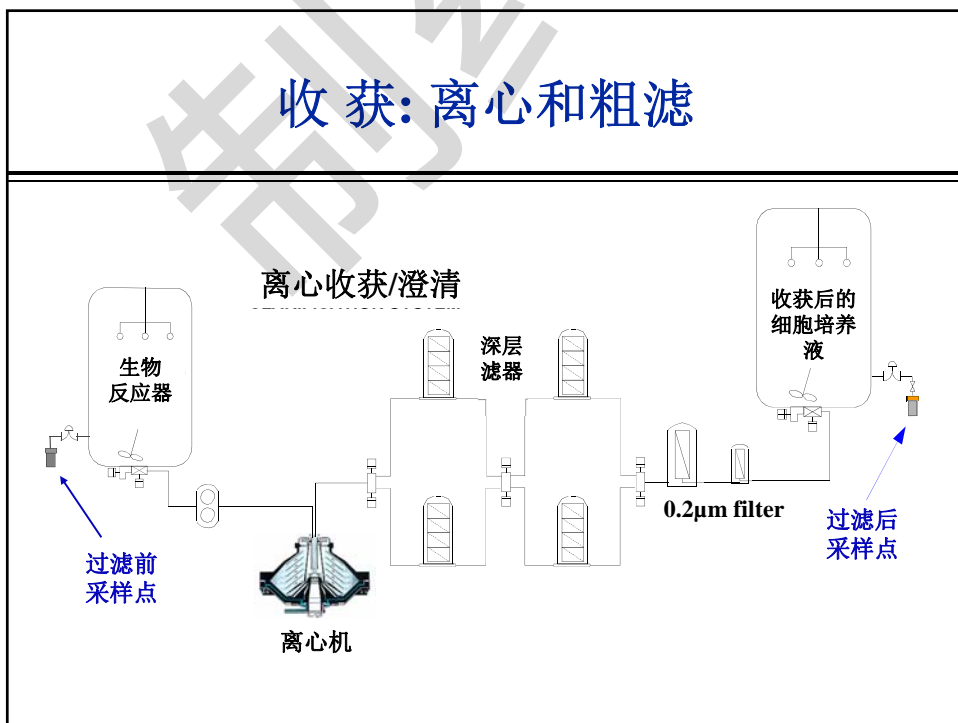 收 获: 离心和粗滤
离心收获/澄清
生物
反应器
深层
滤器
收获后的
细胞培养
液
0.2μm filter
过滤前
采样点
过滤后
采样点
离心机
制